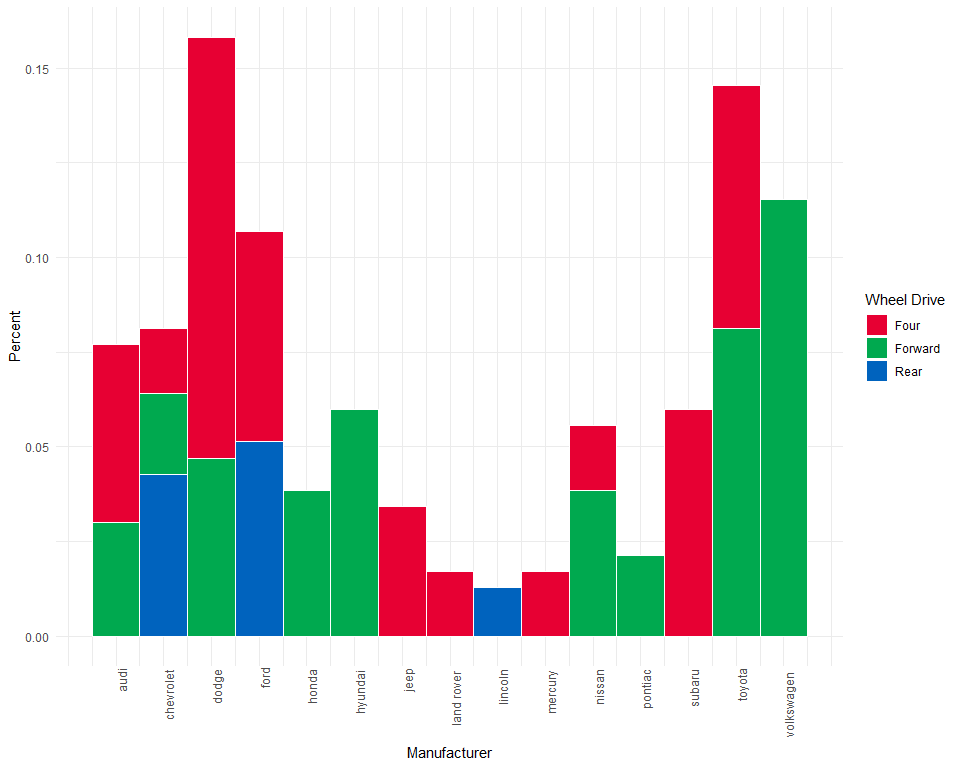 0.15
0.10
0.05
0.00
Percent
audi
chevrolet
dodge
ford
honda
hyundai
jeep
land rover
lincoln
mercury
nissan
pontiac
subaru
toyota
volkswagen
Manufacturer
Wheel Drive
Four
Forward
Rear